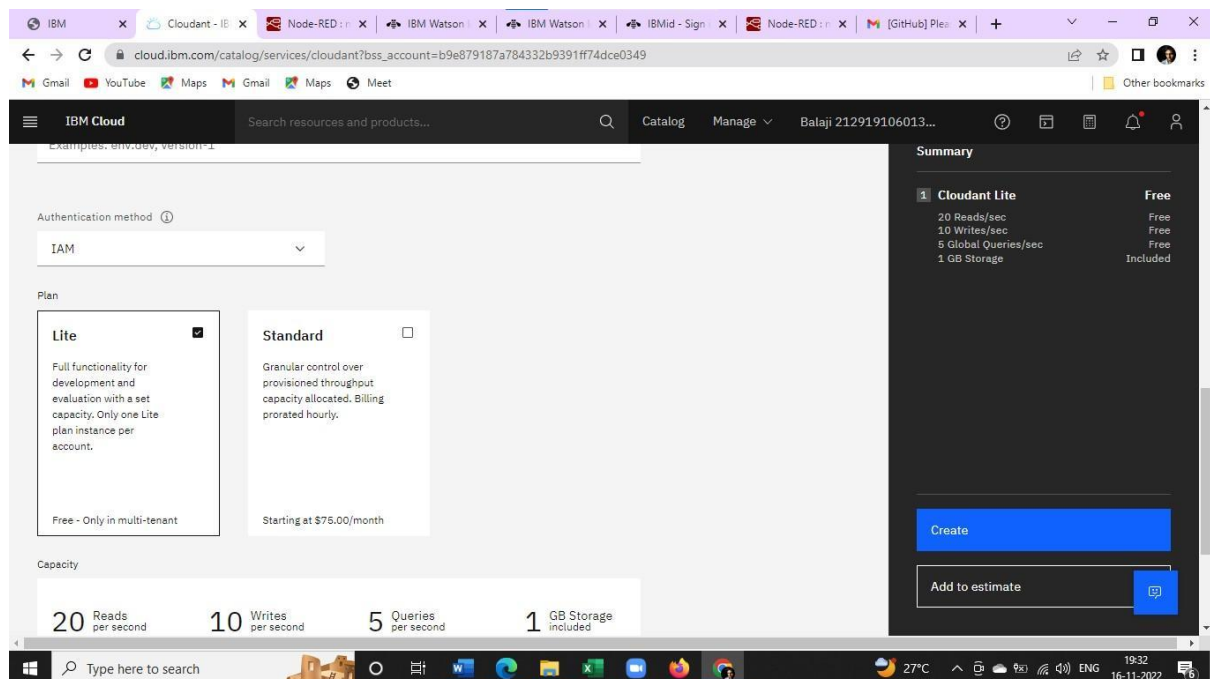 IBM
Cloudant - IB
Node-RED : n
IBM Watson
IBM Watson
IBMid - Sign
Node-RED : n
[GitHub] Plea
cloud.ibm.com/catalog/services/cloudant?bss_account=b9e879187a784332b9391ff74dce0349
Gmail
YouTube
Maps
Gmail
Maps
Meet
Other bookmarks
IBM Cloud
Search resources and products...
Catalog
Manage
Balaji 212919106013...
Examples: env:dev, version-1
Authentication method
IAM
Plan
Lite
Full functionality for
development and
evaluation with a set
capacity. Only one Lite
plan instance per
account.
Free - Only in multi-tenant
Standard
Granular control over
provisioned throughput
capacity allocated. Billing
prorated hourly.
Starting at $75.00/month
Capacity
20 Reads
per second
10 Writes
per second
5 Queries
per second
1 GB Storage
included
Summary
1 Cloudant Lite Free
20 Reads/sec Free
10 Writes/sec Free
5 Global Queries/sec Free
1 GB Storage Included
Create
Add to estimate
Type here to search
27°C
ENG
19:32
16-11-2022
6